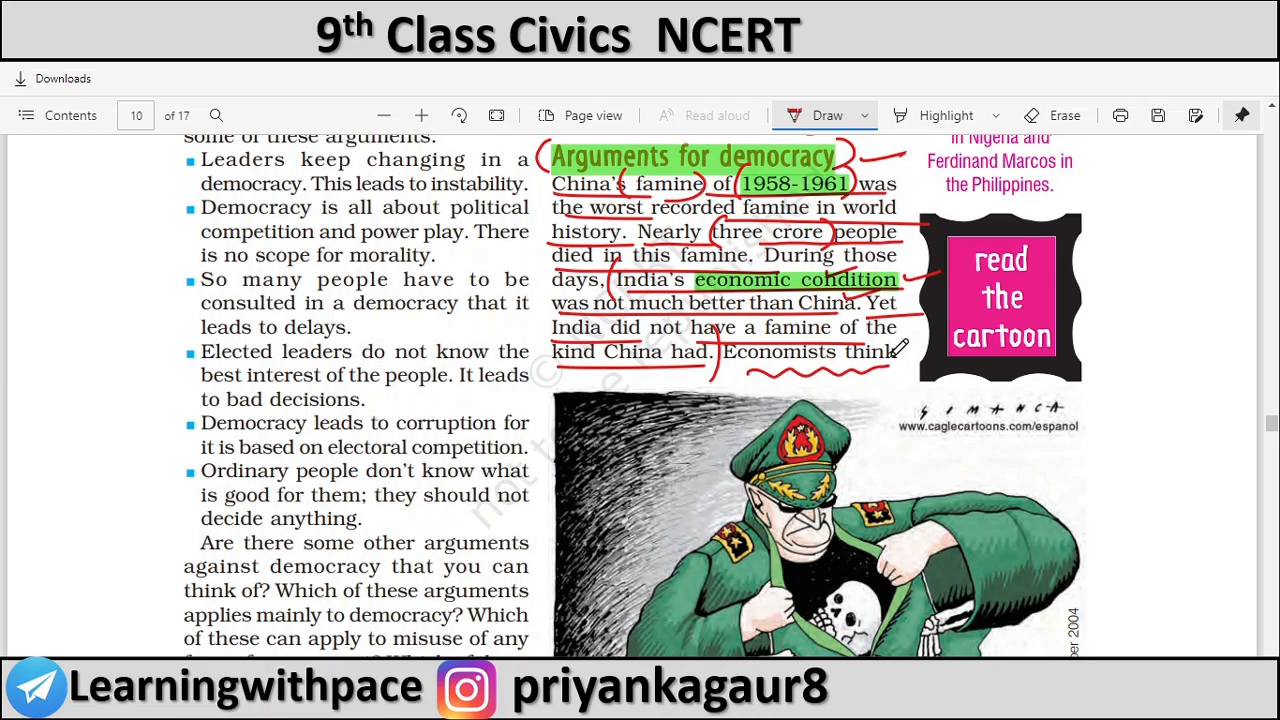 9th Class Civics NCERT
Downloads
Contents
10
of 17
Page view
Read aloud
Draw
Highlight
Erase
some of these arguments.
Leaders keep changing in a
democracy. This leads to instability.
Democracy is all about political
competition and power play. There
is no scope for morality.
So many people have to be
consulted in a democracy that it
leads to delays.
Elected leaders do not know the
best interest of the people. It leads
to bad decisions.
Democracy leads to corruption for
it is based on electoral competition.
Ordinary people don't know what
is good for them; they should not
decide anything.
Are there some other arguments
against democracy that you can
think of? Which of these arguments
applies mainly to democracy? Which
of these can apply to misuse of any
Arguments for democracy
China's famine of 1958-1961 was
the worst recorded famine in world
history. Nearly three crore people
died in this famine. During those
days, India's economic condition
was not much better than China. Yet
India did not have a famine of the
kind China had. Economists think
in Nigeria and
Ferdinand Marcos in
the Philippines.
read
the
cartoon
SIMANCA
www.caglecartoons.com/espanol
2004
not to be republished
Learningwithpace
priyankagaur8